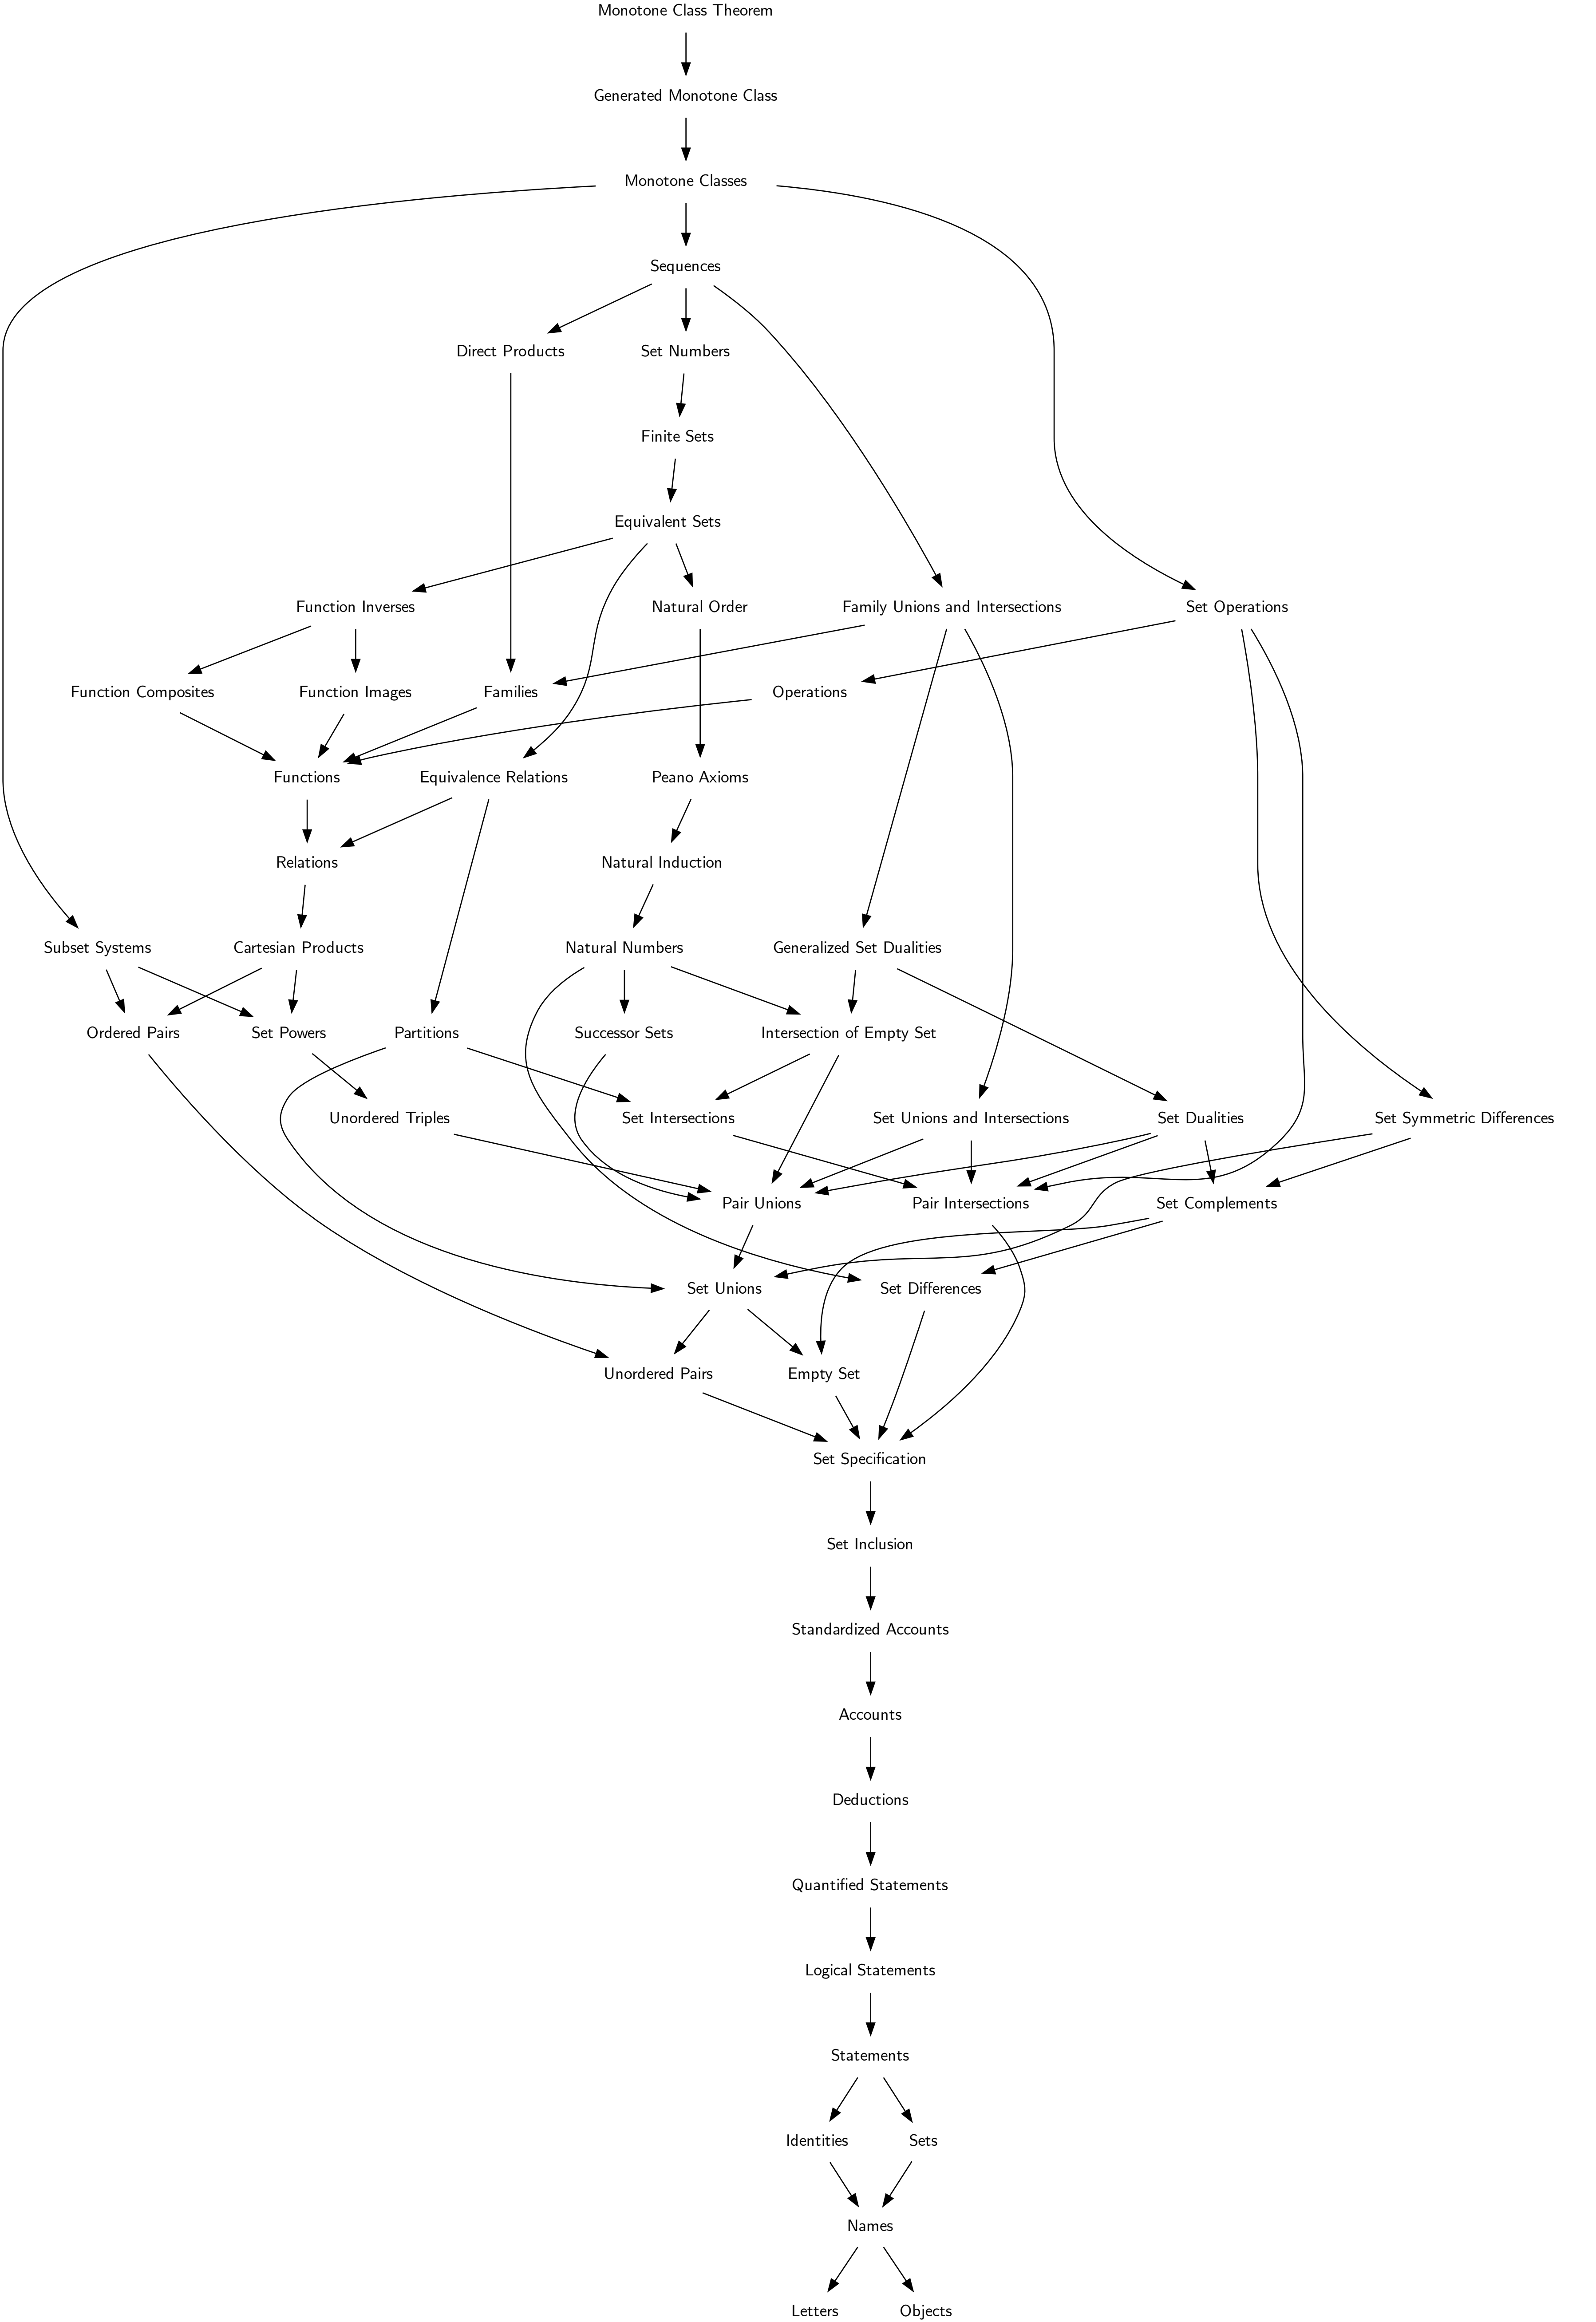 Monotone Class Theorem
Generated Monotone Class
Monotone Classes
Sequences
Direct Products
Set Numbers
Finite Sets
Equivalent Sets
Function Inverses
Natural Order
Family Unions and Intersections
Set Operations
Function Composites
Function Images
Families
Operations
Functions
Equivalence Relations
Peano Axioms
Relations
Natural Induction
Subset Systems
Cartesian Products
Natural Numbers
Generalized Set Dualities
Ordered Pairs
Set Powers
Partitions
Successor Sets
Intersection of Empty Set
Unordered Triples
Set Intersections
Set Unions and Intersections
Set Dualities
Set Symmetric Differences
Pair Unions
Pair Intersections
Set Complements
Set Unions
Set Differences
Unordered Pairs
Empty Set
Set Specification
Set Inclusion
Standardized Accounts
Accounts
Deductions
Quantified Statements
Logical Statements
Statements
Identities
Sets
Names
Letters
Objects